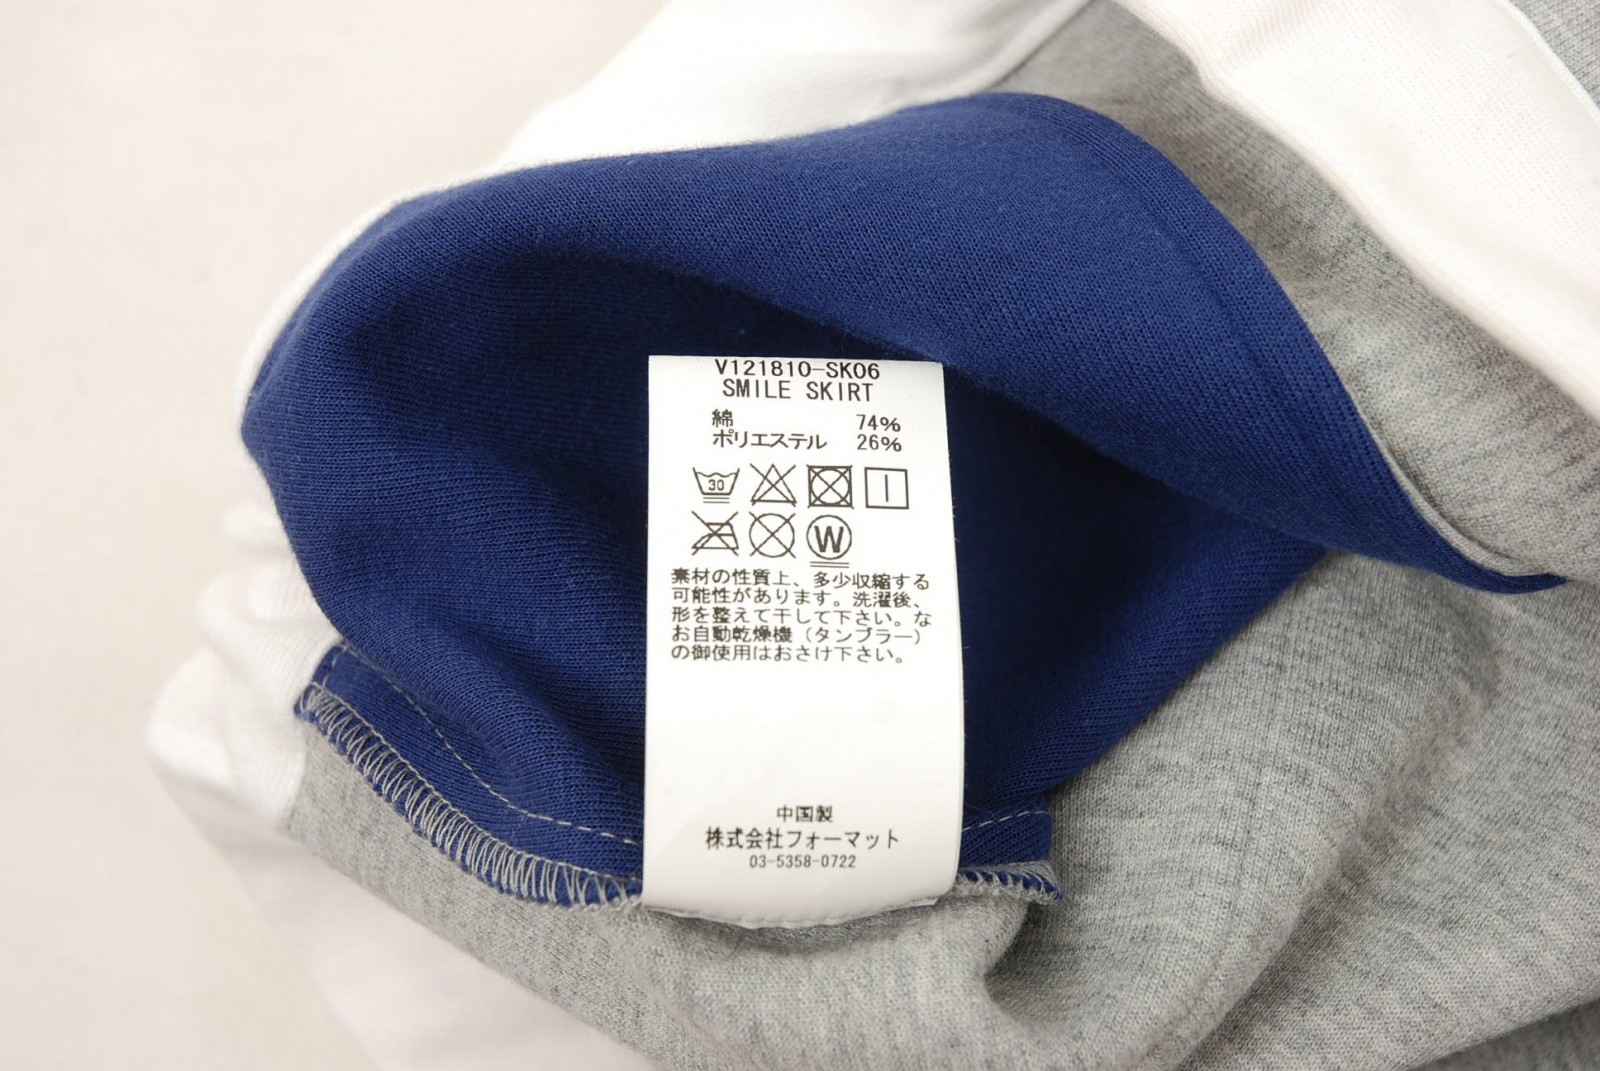 V121810-SK06
SMILE SKIRT
綿 74%
ポリエステル 26%
30
W
素材の性質上、多少収縮する
可能性があります。洗濯後、
形を整えて干して下さい。な
お自動乾燥機（タンブラー）
の御使用はおさけ下さい。
中国製
株式会社フォーマット
03-5358-0722